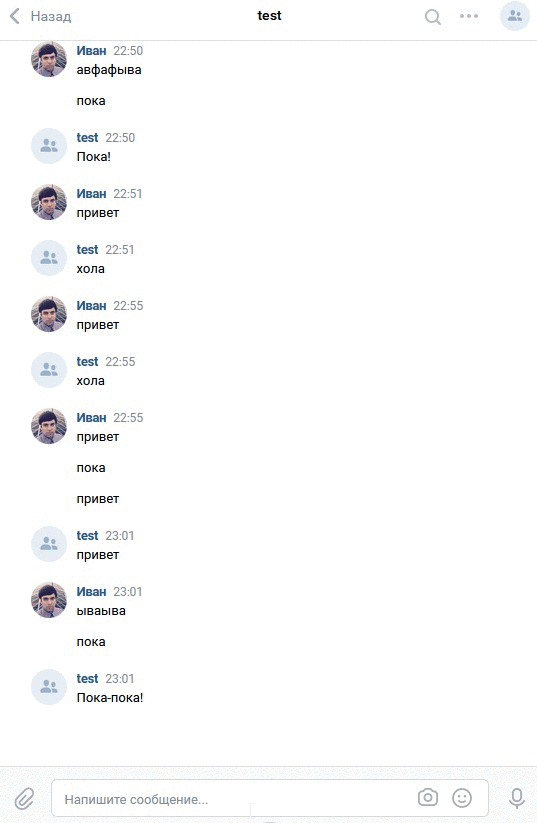 Назад
test
Иван 22:50
авфафыва
пока
test 22:50
Пока!
Иван 22:51
привет
test 22:51
хола
Иван 22:55
привет
test 22:55
хола
Иван 22:55
привет
пока
привет
test 23:01
привет
Иван 23:01
ываыва
пока
test 23:01
Пока-пока!
Напишите сообщение...